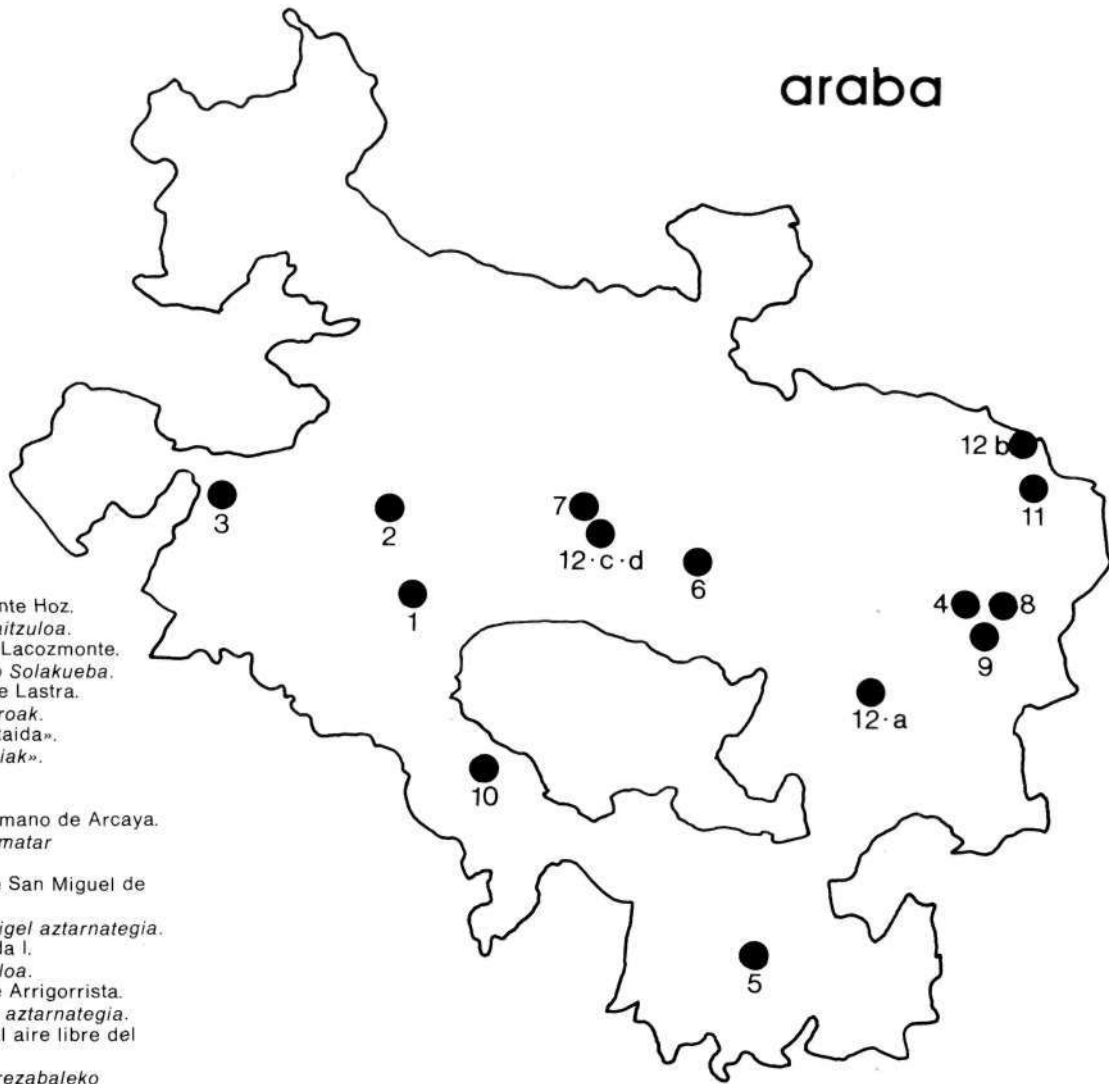 araba
12 b
11
3
2
7
12·c·d
6
1
4
8
9
12·a
10
5
nte Hoz.
aitzuloa.
Lacozmonte.
Solakueba.
e Lastra.
roak.
aida».
iak».
mano de Arcaya.
matar
San Miguel de
igel aztarnategia.
da I.
loa.
e Arrigorrista.
aztarnategia.
l aire libre del
rezabaleko